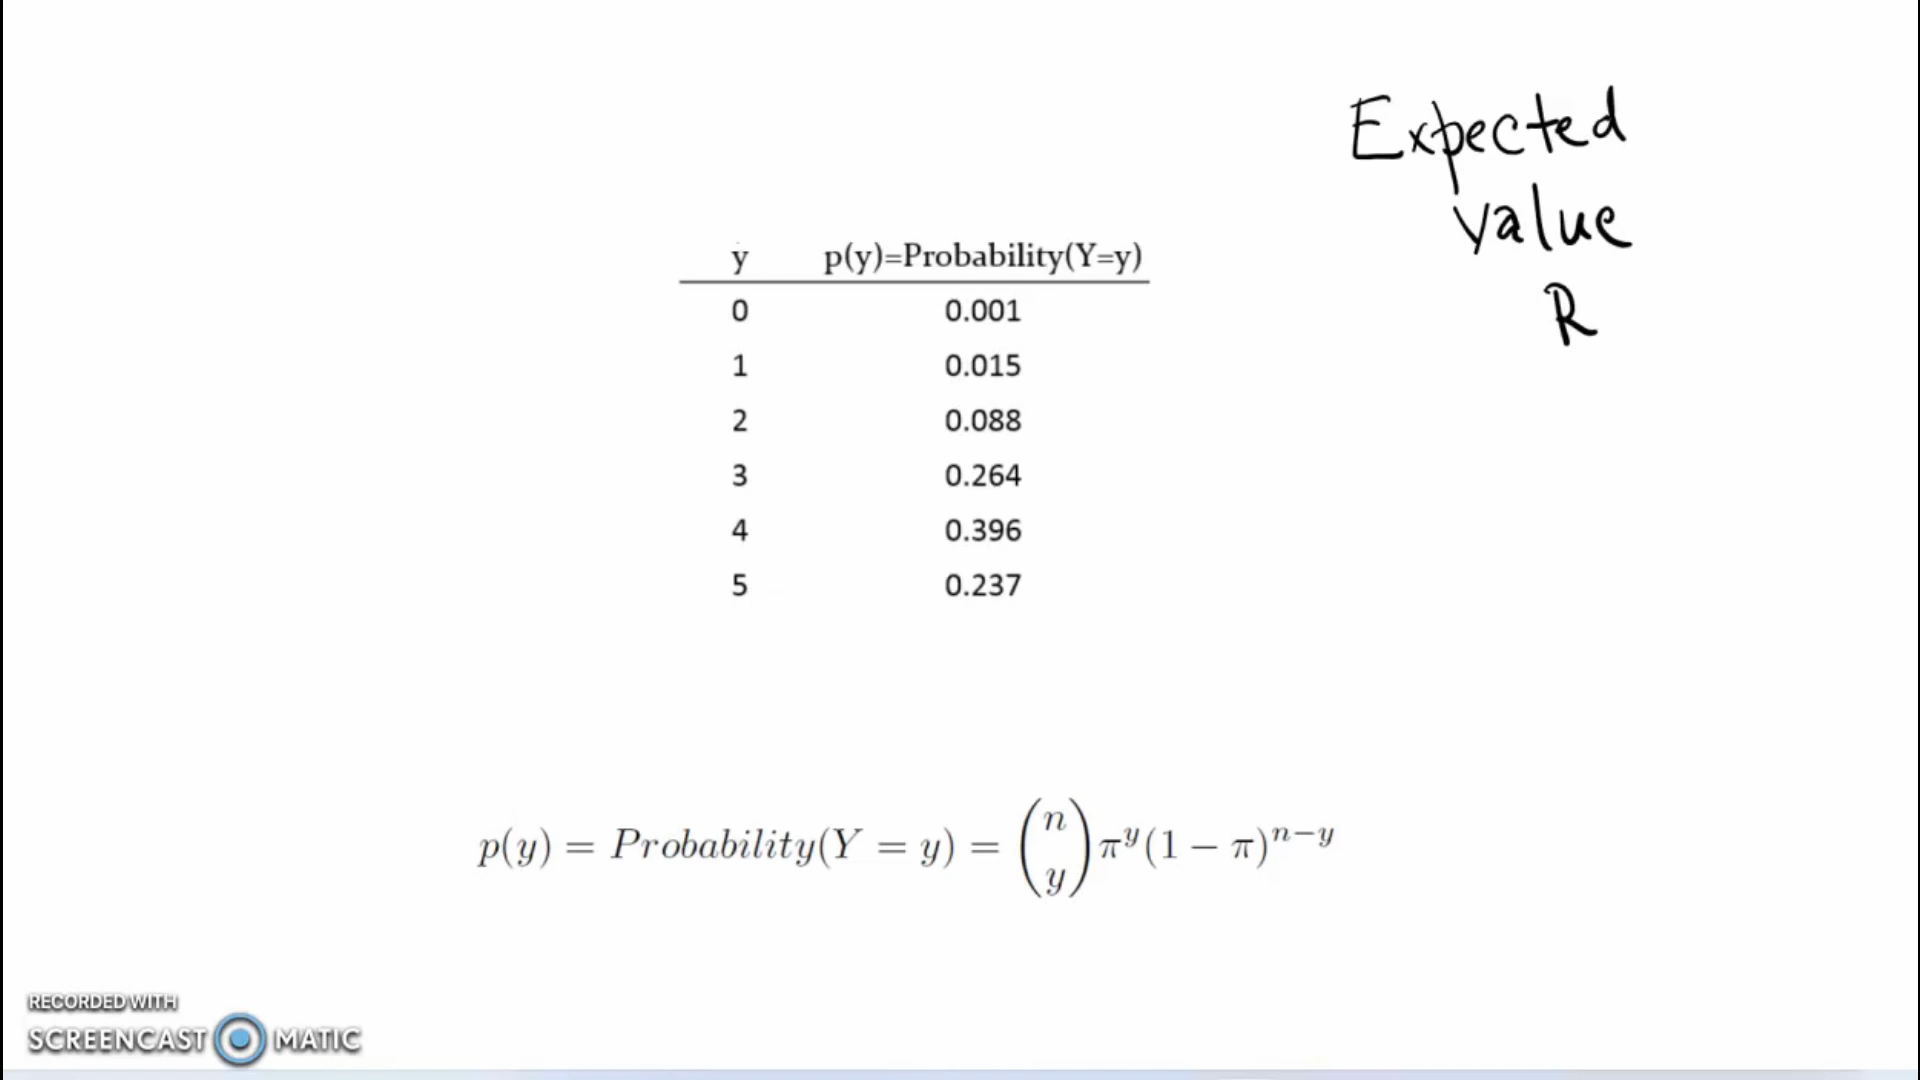 Expected
value
R
y p(y)=Probability(Y=y)
0 0.001
1 0.015
2 0.088
3 0.264
4 0.396
5 0.237
p(y) = Probability(Y = y) = \binom{n}{y} π^y (1 − π)^{n−y}
RECORDED WITH
SCREENCAST MATIC